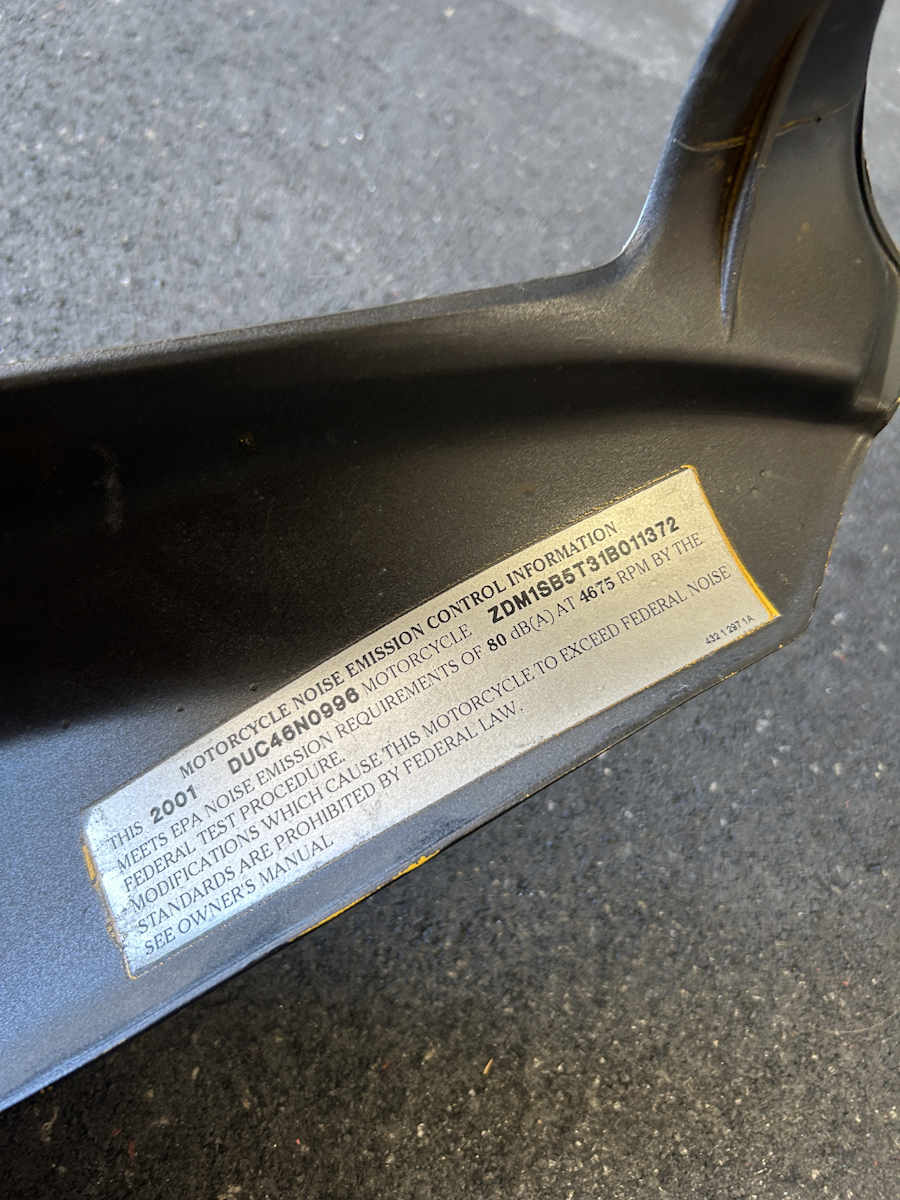 MOTORCYCLE NOISE EMISSION CONTROL INFORMATION
THIS 2001 DUC46N0996 MOTORCYCLE ZDM1SB5T31B011372
MEETS EPA NOISE EMISSION REQUIREMENTS OF 80 dB(A) AT 4675 RPM BY THE
FEDERAL TEST PROCEDURE.
MODIFICATIONS WHICH CAUSE THIS MOTORCYCLE TO EXCEED FEDERAL NOISE
STANDARDS ARE PROHIBITED BY FEDERAL LAW.
SEE OWNER'S MANUAL
432 1 297 1A